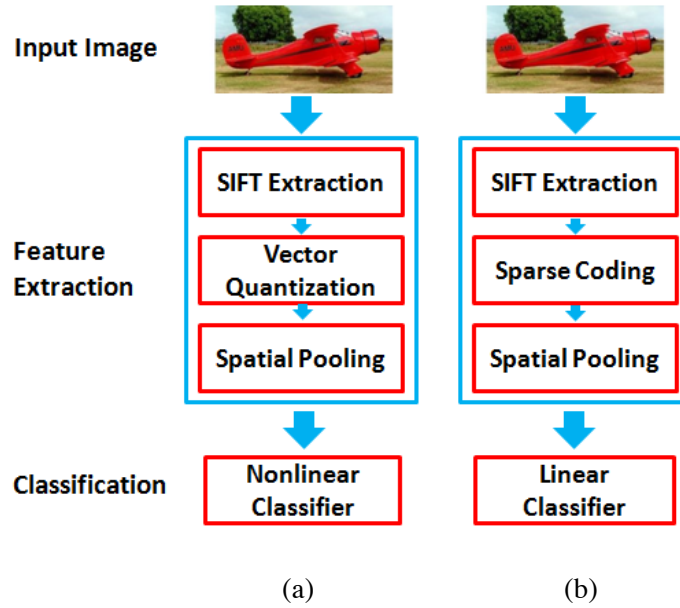 Input Image
SIFT Extraction
SIFT Extraction
Feature
Extraction
Vector
Quantization
Sparse Coding
Spatial Pooling
Spatial Pooling
Classification
Nonlinear
Classifier
Linear
Classifier
(a)
(b)